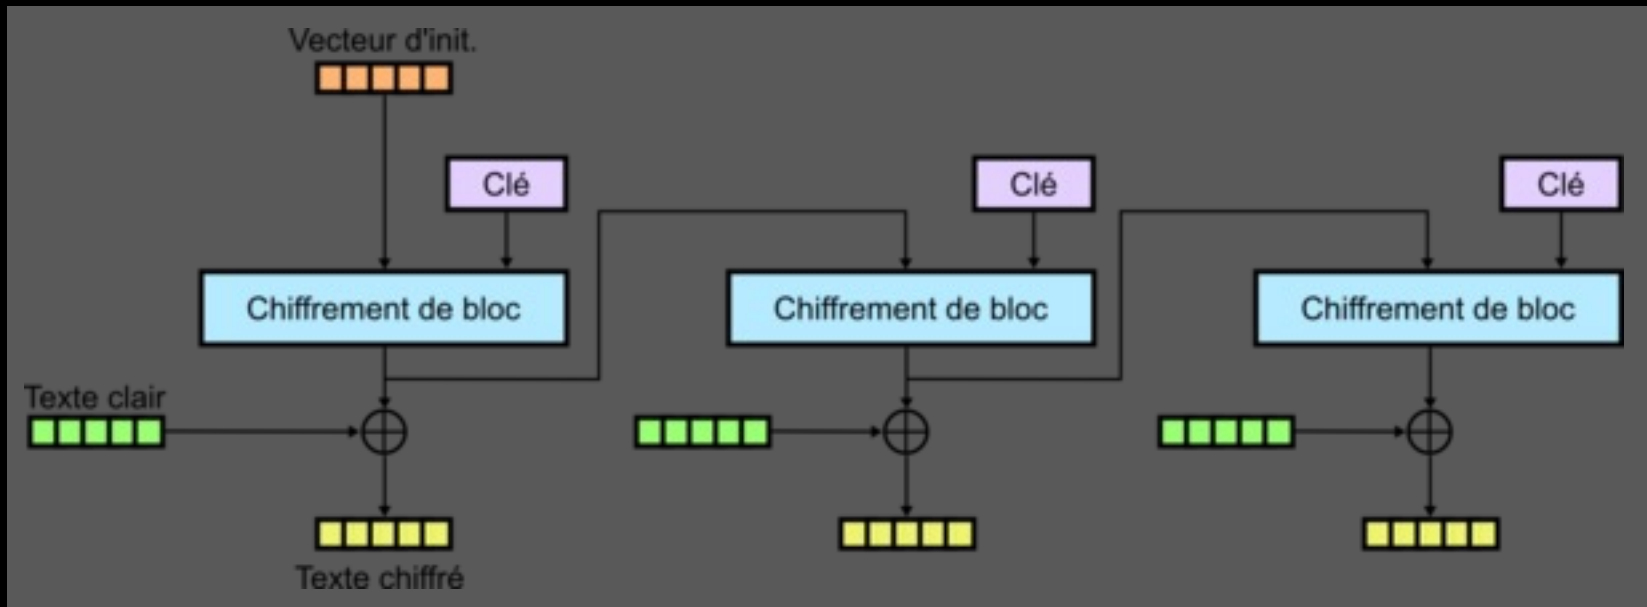 Vecteur d'init.
Clé
Clé
Clé
Chiffrement de bloc
Chiffrement de bloc
Chiffrement de bloc
Texte clair
Texte chiffré